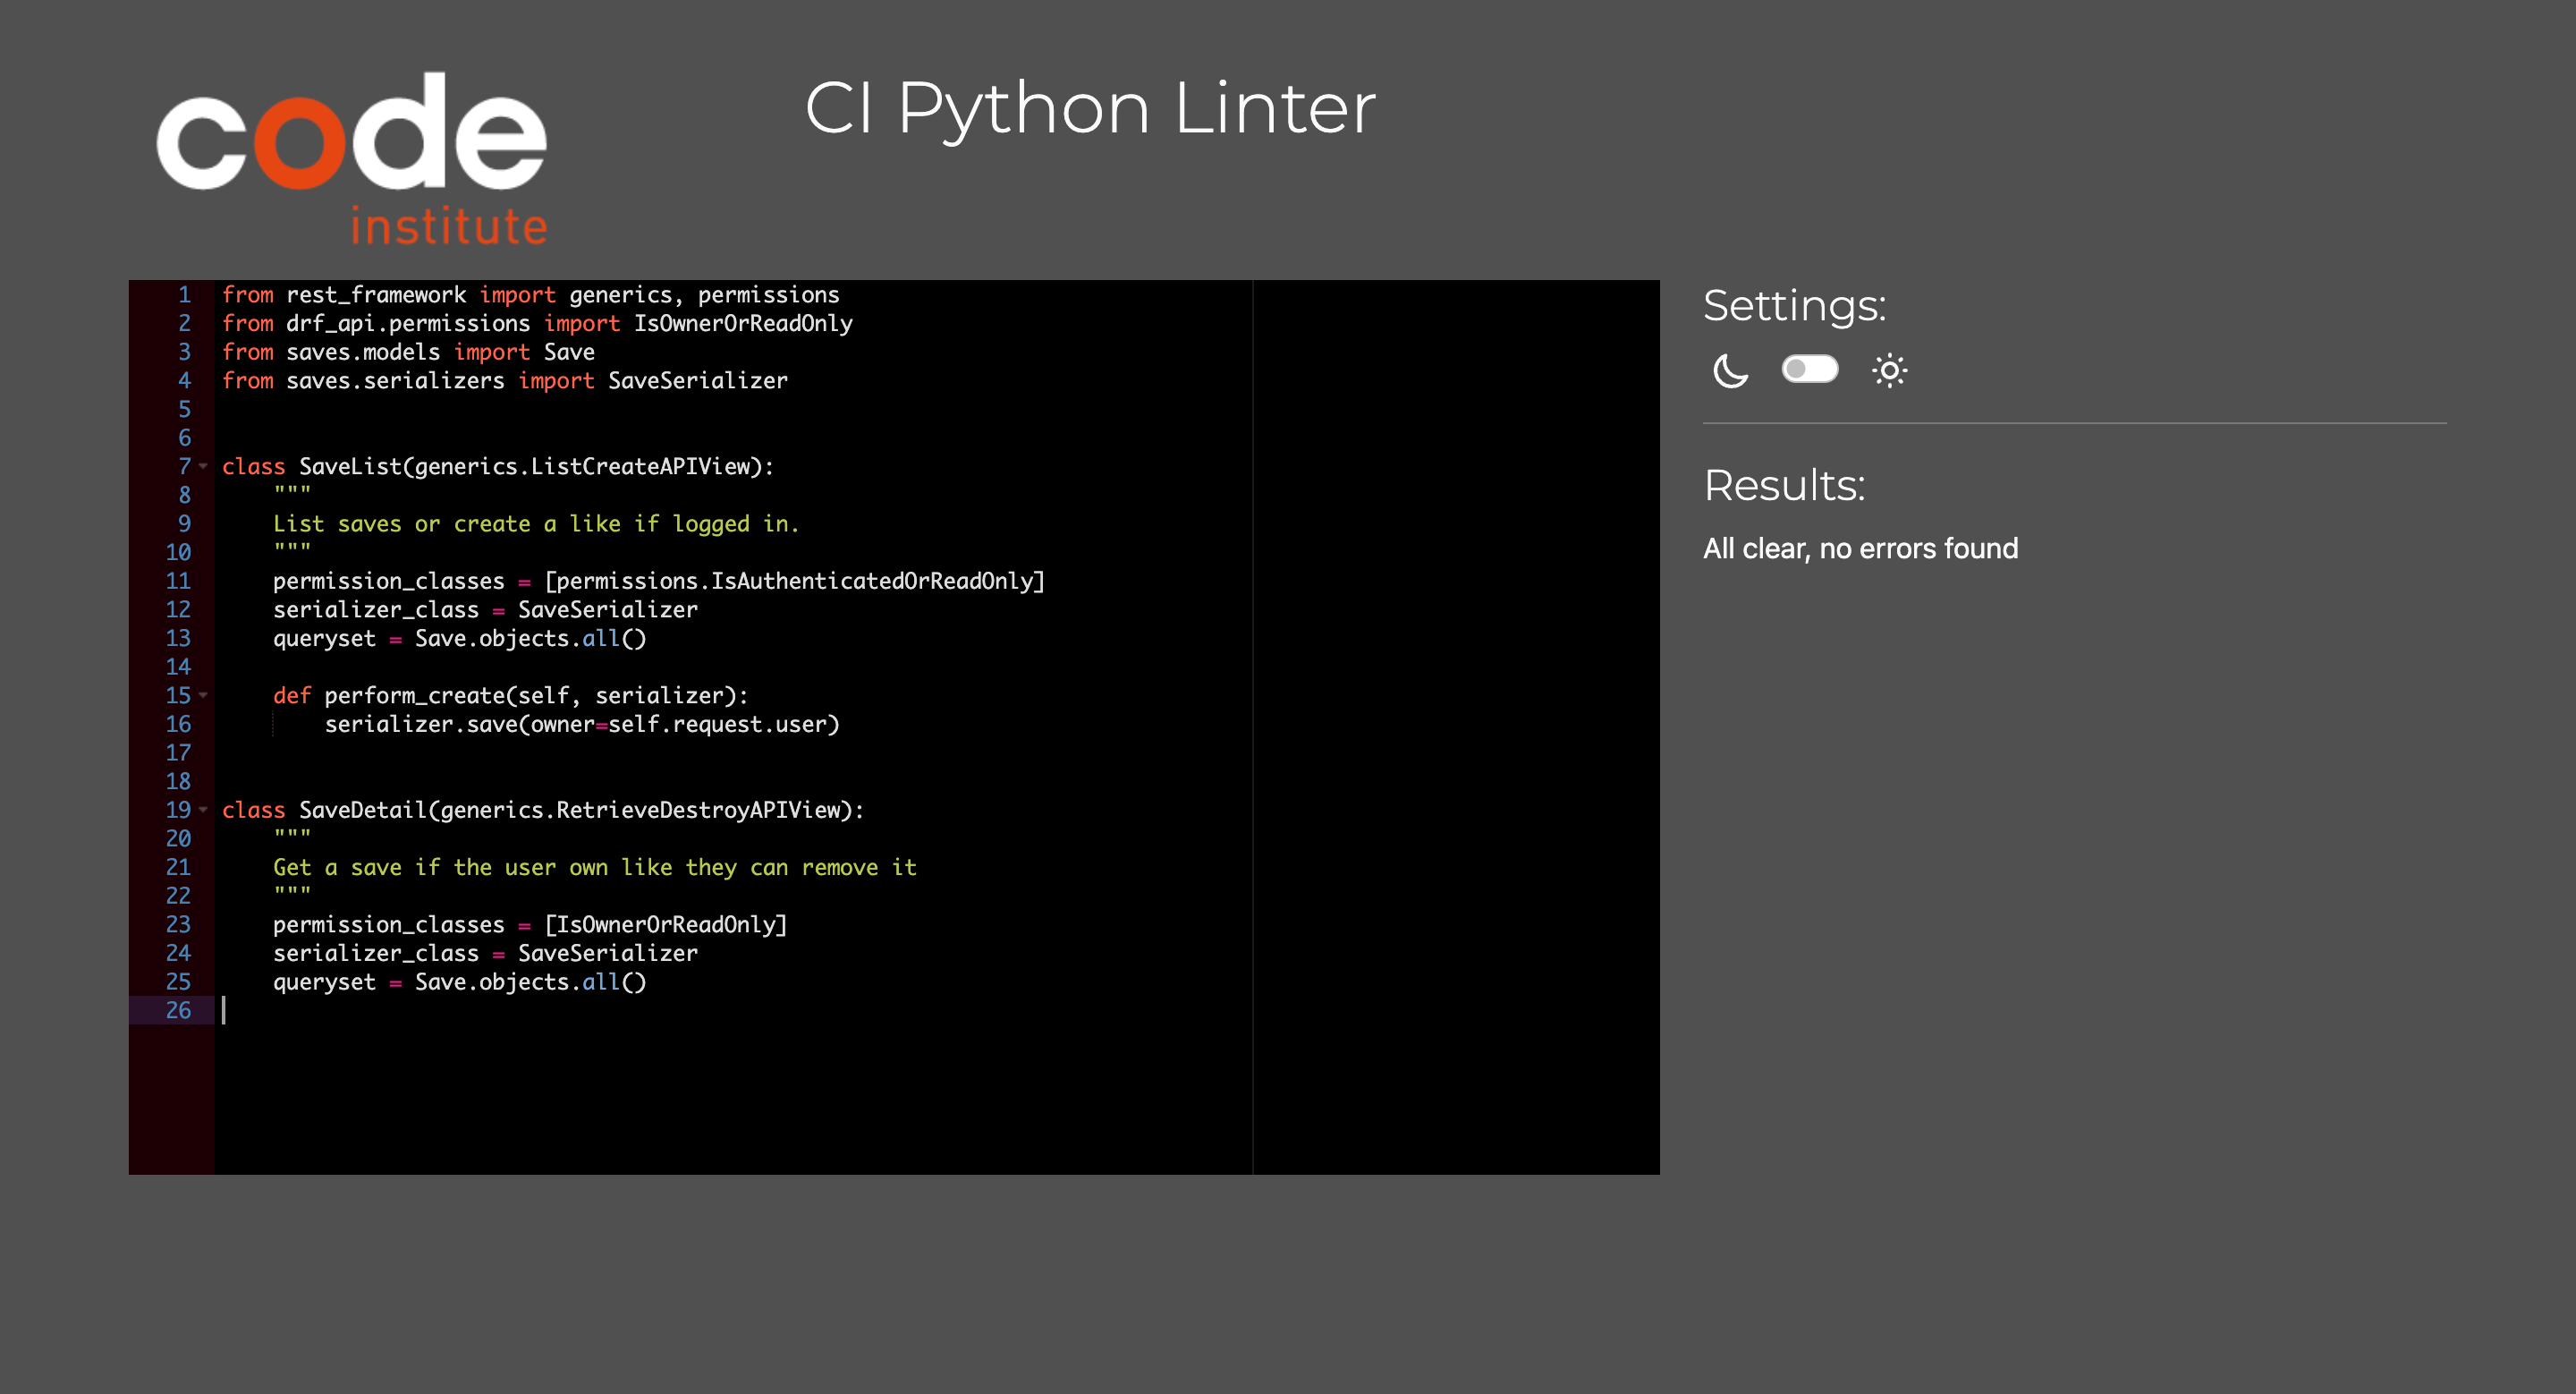 code
institute
CI Python Linter
1 from rest_framework import generics, permissions
2 from drf_api.permissions import IsOwnerOrReadOnly
3 from saves.models import Save
4 from saves.serializers import SaveSerializer
5
6
7 class SaveList(generics.ListCreateAPIView):
8     """
9     List saves or create a like if logged in.
10     """
11     permission_classes = [permissions.IsAuthenticatedOrReadOnly]
12     serializer_class = SaveSerializer
13     queryset = Save.objects.all()
14
15     def perform_create(self, serializer):
16         serializer.save(owner=self.request.user)
17
18
19 class SaveDetail(generics.RetrieveDestroyAPIView):
20     """
21     Get a save if the user own like they can remove it
22     """
23     permission_classes = [IsOwnerOrReadOnly]
24     serializer_class = SaveSerializer
25     queryset = Save.objects.all()
26
Settings:
Results:
All clear, no errors found